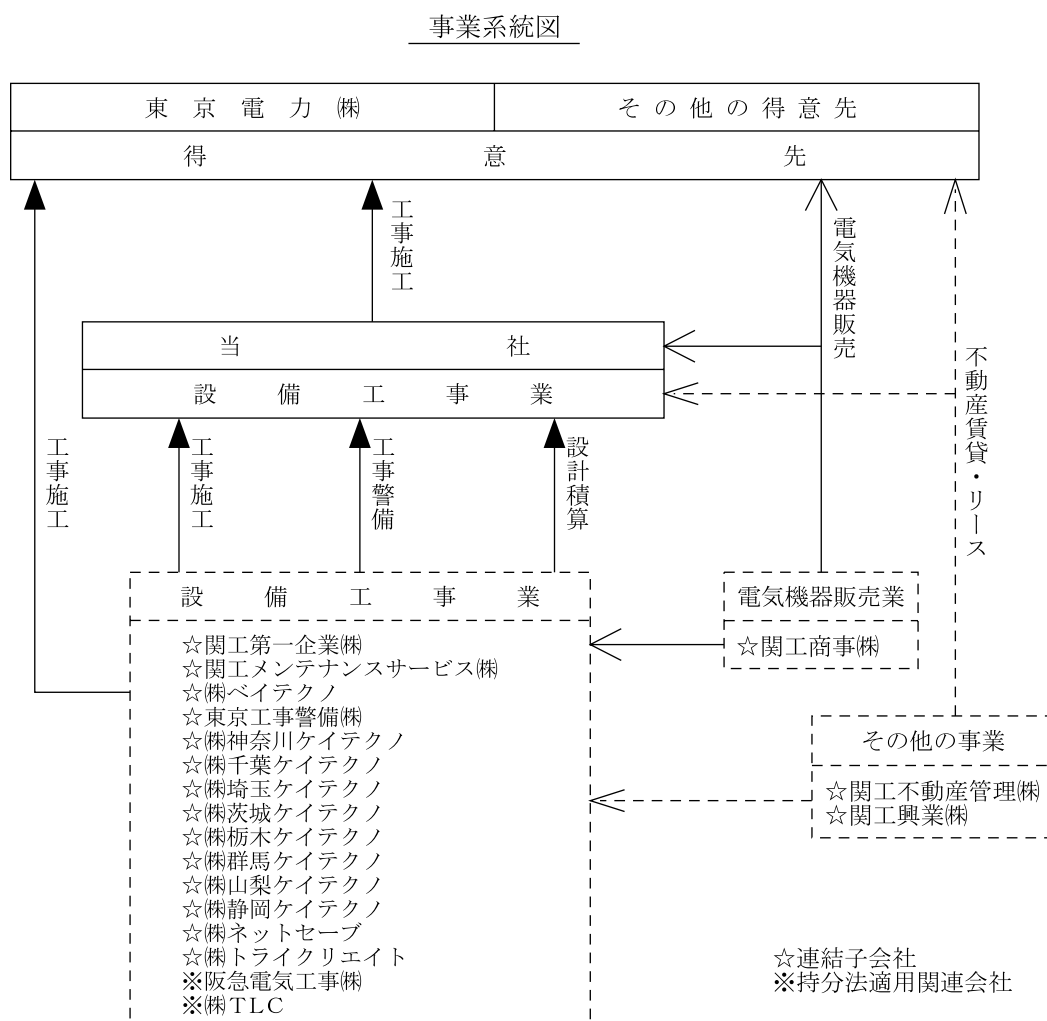 事業系統図
東京電力㈱
その他の得意先
得意先
工事施工
電気機器販売
当社
設備工事業
不動産賃貸・リース
工事施工
工事施工
工事警備
設計積算
設備工事業
☆関工第一企業㈱
☆関工メンテナンスサービス㈱
☆㈱ベイテクノ
☆東京工事警備㈱
☆㈱神奈川ケイテクノ
☆㈱千葉ケイテクノ
☆㈱埼玉ケイテクノ
☆㈱茨城ケイテクノ
☆㈱栃木ケイテクノ
☆㈱群馬ケイテクノ
☆㈱山梨ケイテクノ
☆㈱静岡ケイテクノ
☆㈱ネットセーブ
☆㈱トライクリエイト
※阪急電気工事㈱
※㈱TLC
電気機器販売業
☆関工商事㈱
その他の事業
☆関工不動産管理㈱
☆関工興業㈱
☆連結子会社
※持分法適用関連会社